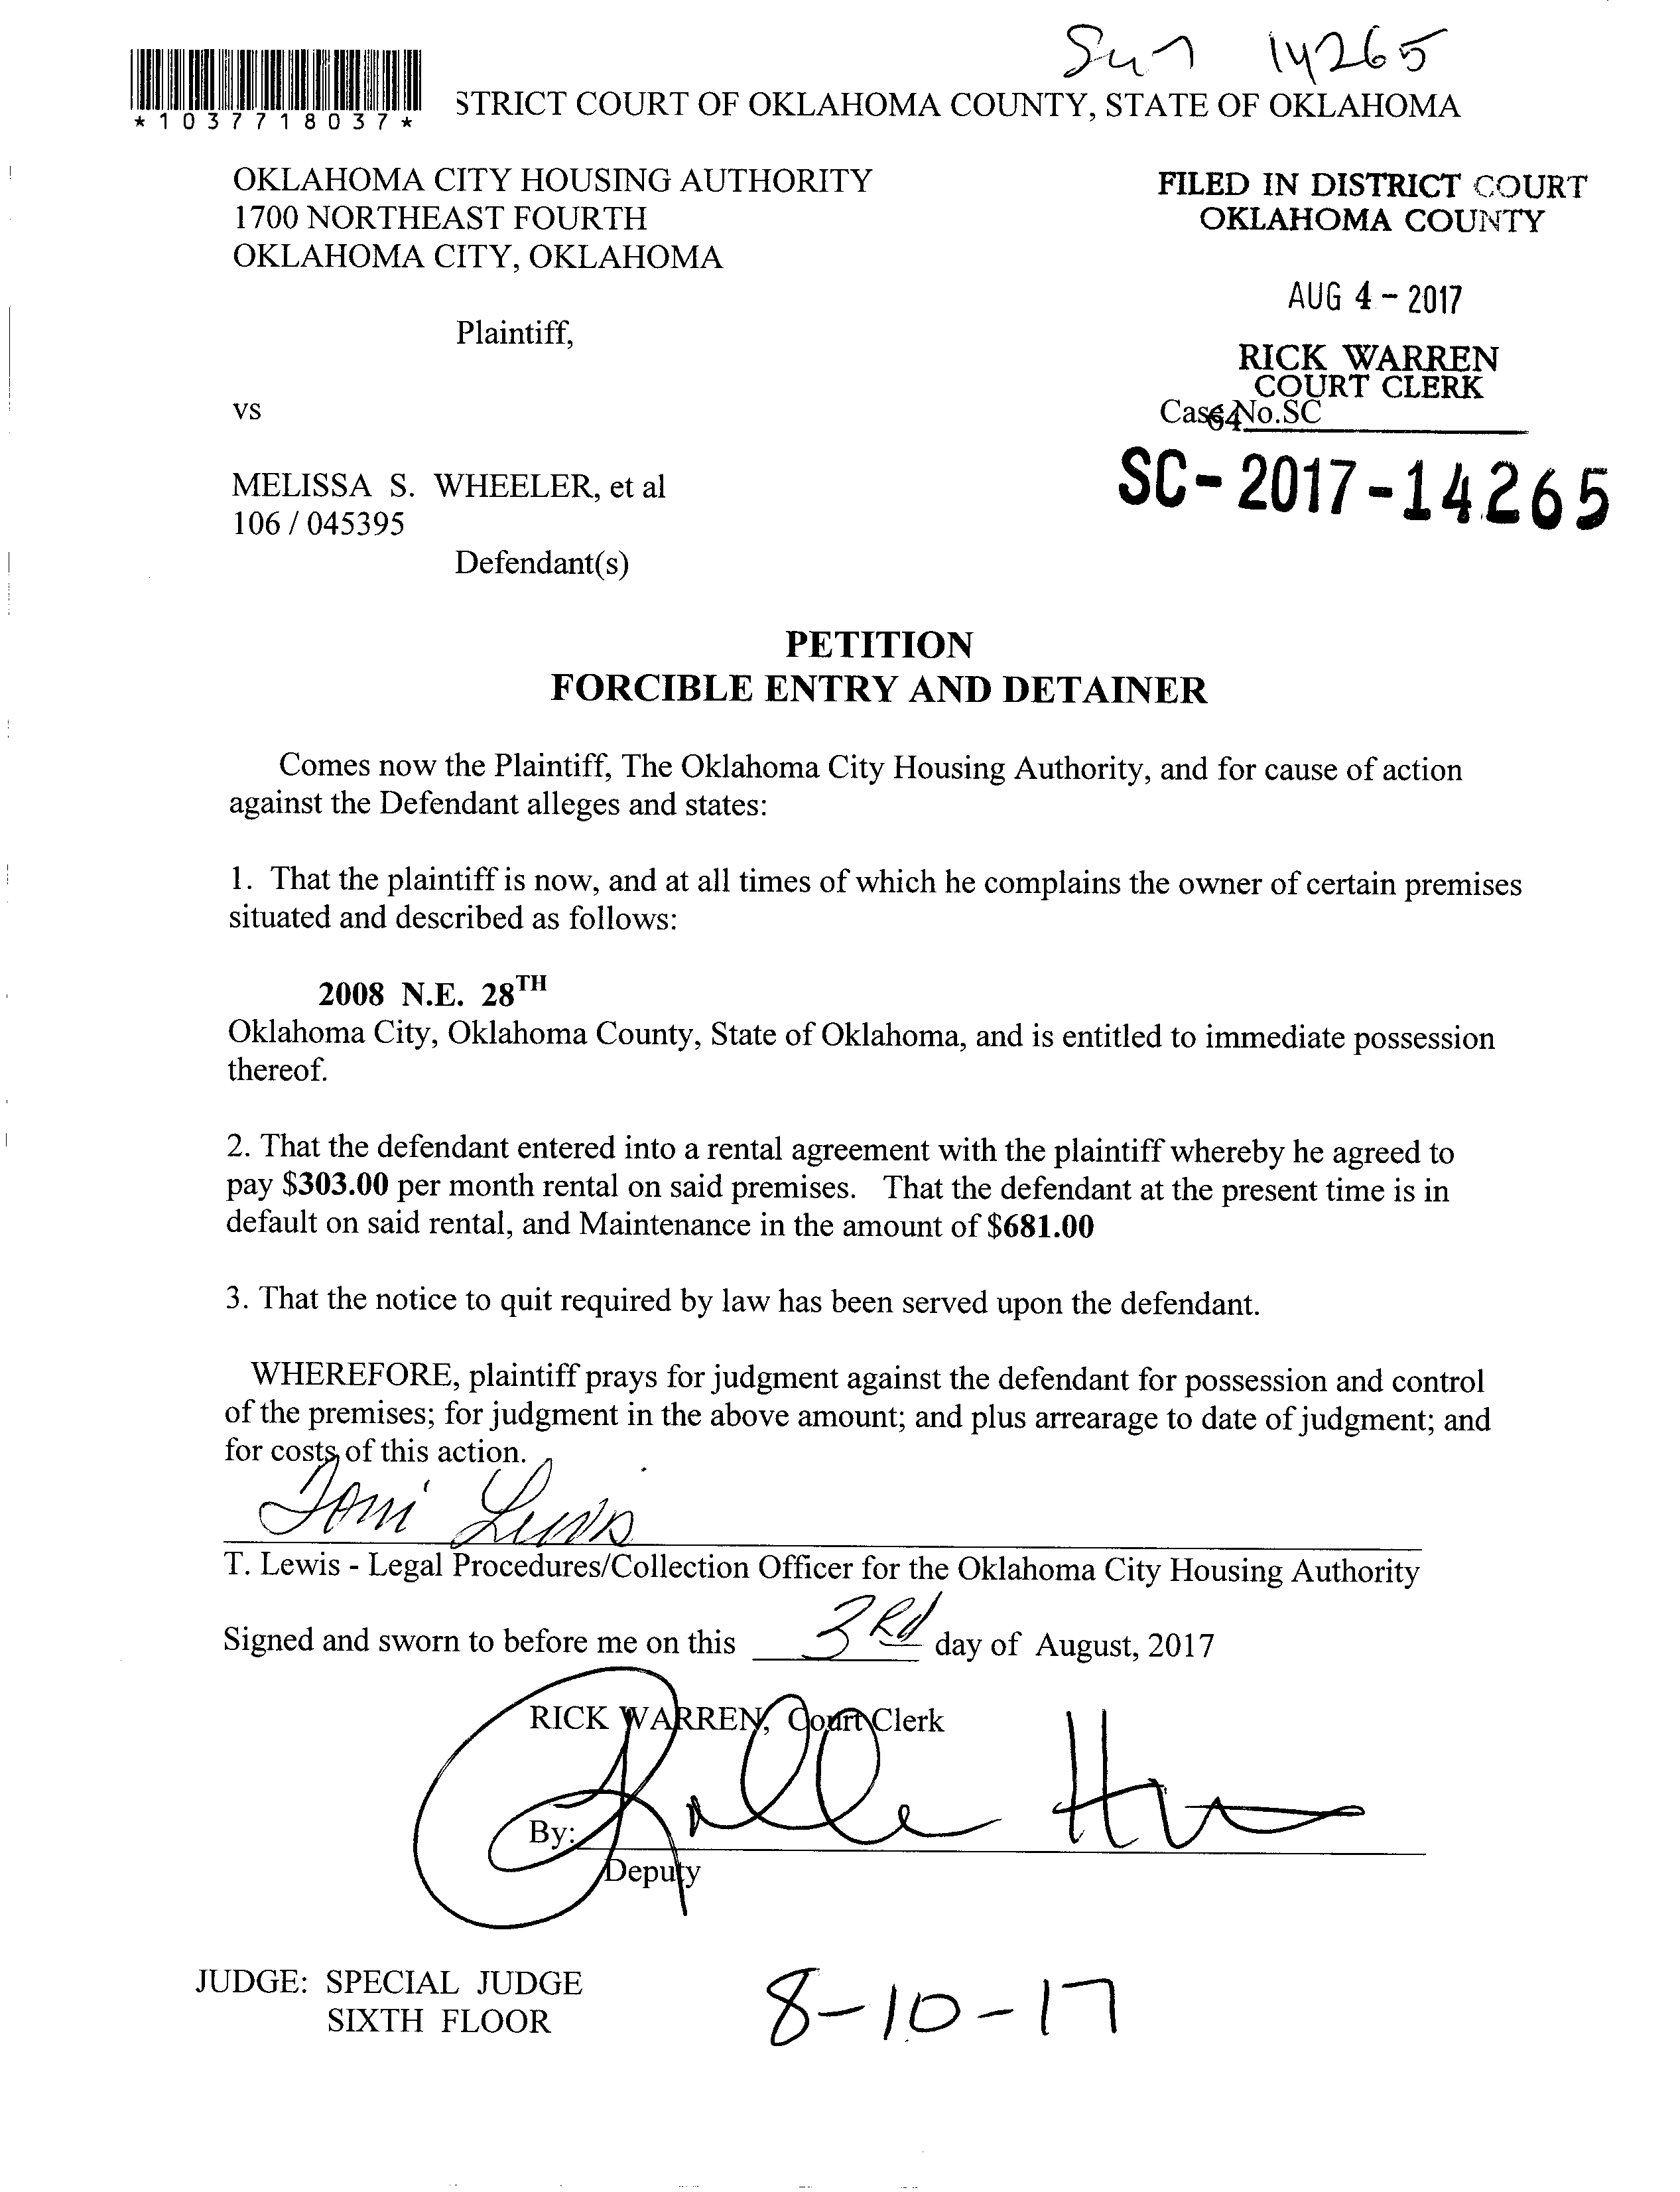 14265
*1037718037*
STRICT COURT OF OKLAHOMA COUNTY, STATE OF OKLAHOMA
OKLAHOMA CITY HOUSING AUTHORITY
1700 NORTHEAST FOURTH
OKLAHOMA CITY, OKLAHOMA
FILED IN DISTRICT COURT
OKLAHOMA COUNTY
AUG 4 - 2017
Plaintiff,
RICK WARREN
COURT CLERK
vs
Case No.SC
64
SC-2017-14265
MELISSA S. WHEELER, et al
106 / 045395
Defendant(s)
PETITION
FORCIBLE ENTRY AND DETAINER
Comes now the Plaintiff, The Oklahoma City Housing Authority, and for cause of action
against the Defendant alleges and states:
1. That the plaintiff is now, and at all times of which he complains the owner of certain premises
situated and described as follows:
2008 N.E. 28TH
Oklahoma City, Oklahoma County, State of Oklahoma, and is entitled to immediate possession
thereof.
2. That the defendant entered into a rental agreement with the plaintiff whereby he agreed to
pay $303.00 per month rental on said premises. That the defendant at the present time is in
default on said rental, and Maintenance in the amount of $681.00
3. That the notice to quit required by law has been served upon the defendant.
WHEREFORE, plaintiff prays for judgment against the defendant for possession and control
of the premises; for judgment in the above amount; and plus arrearage to date of judgment; and
for costs of this action.
Toni Lewis
T. Lewis - Legal Procedures/Collection Officer for the Oklahoma City Housing Authority
Signed and sworn to before me on this 3Rd day of August, 2017
RICK WARREN, Court Clerk
By:
Deputy
JUDGE: SPECIAL JUDGE
SIXTH FLOOR
8-10-17